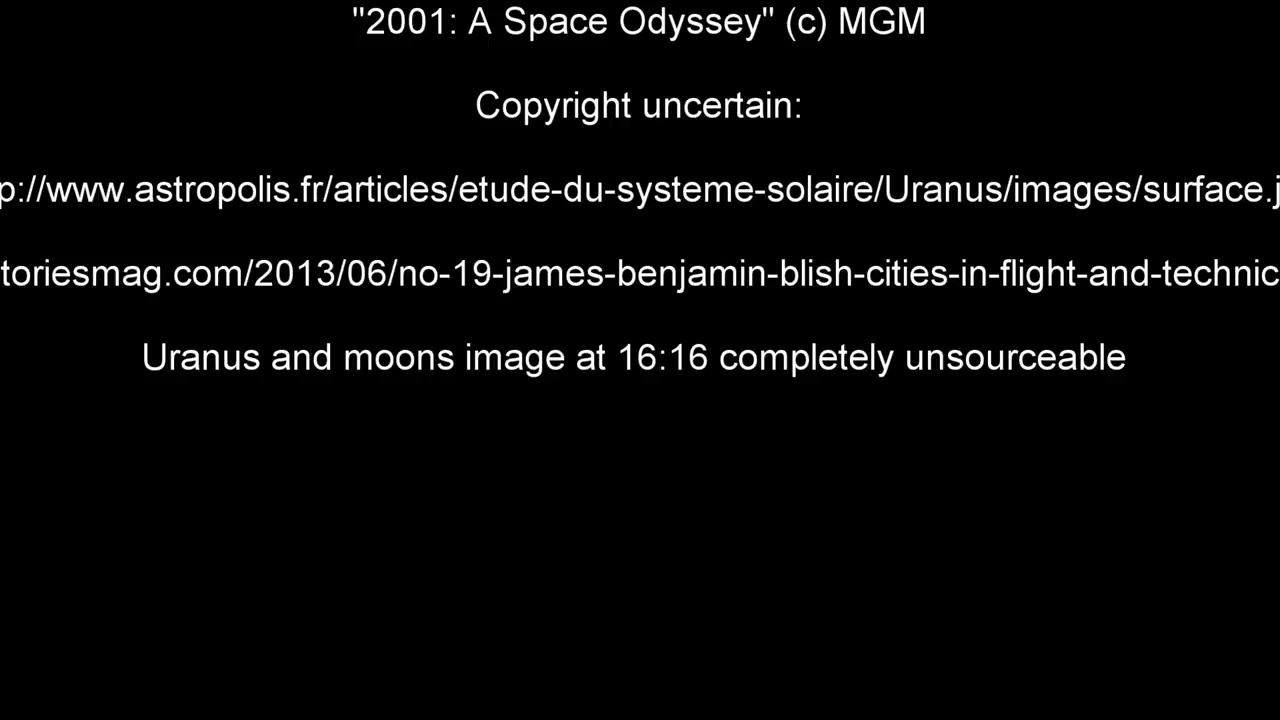 "2001: A Space Odyssey" (c) MGM
Copyright uncertain:
p://www.astropolis.fr/articles/etude-du-systeme-solaire/Uranus/images/surface.j
toriesmag.com/2013/06/no-19-james-benjamin-blish-cities-in-flight-and-technic
Uranus and moons image at 16:16 completely unsourceable